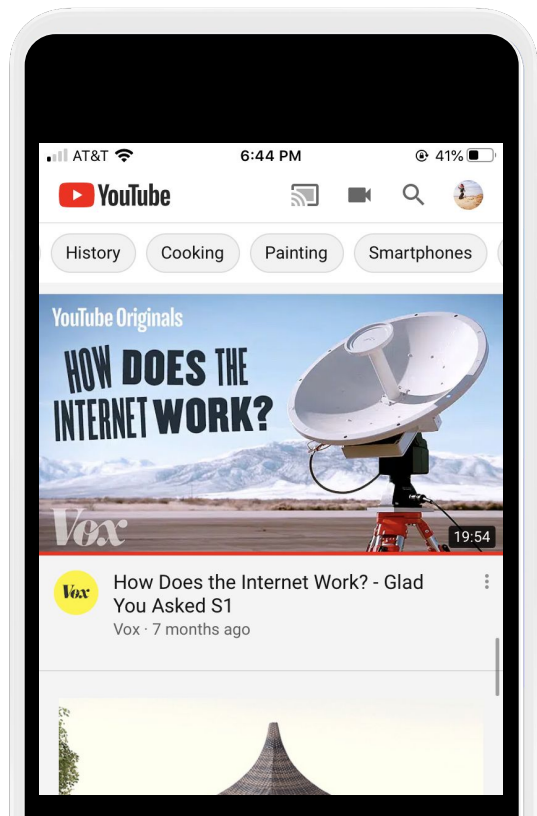 AT&T 6:44 PM 41%
YouTube
History Cooking Painting Smartphones
YouTube Originals
HOW DOES THE
INTERNET WORK?
Vox
19:54
Vox
How Does the Internet Work? - Glad
You Asked S1
Vox · 7 months ago